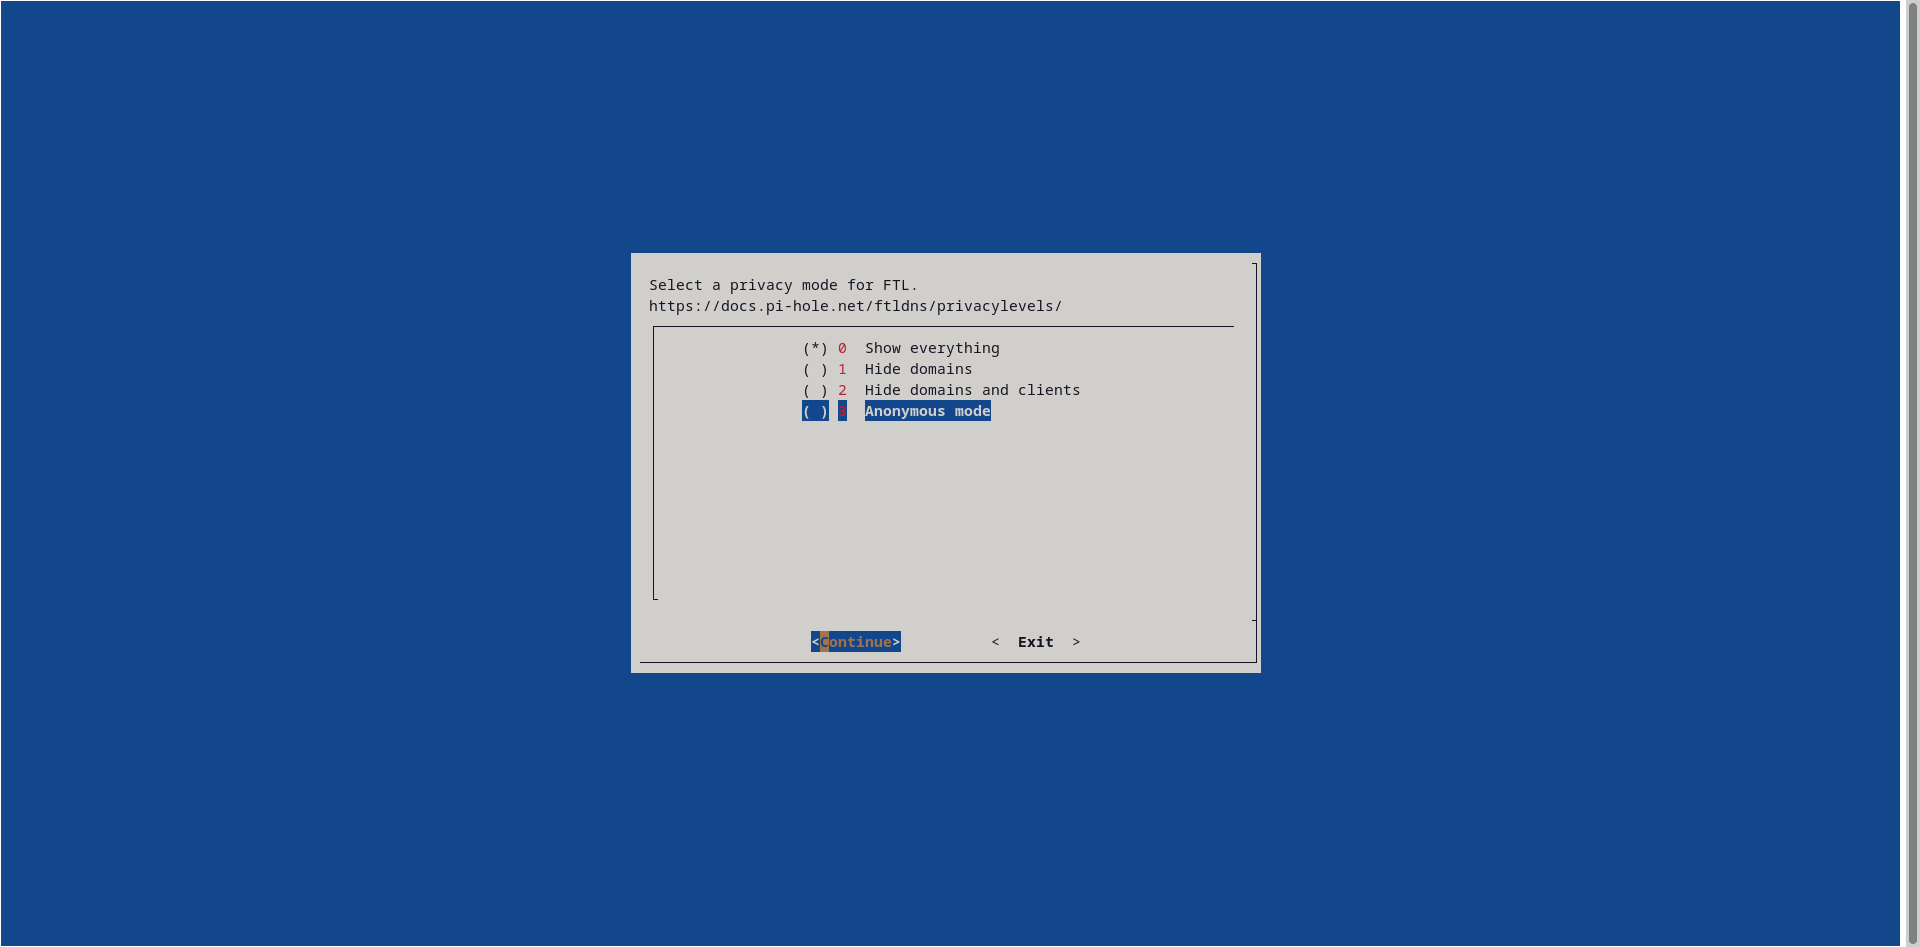 Select a privacy mode for FTL.
https://docs.pi-hole.net/ftldns/privacylevels/
(*) 0 Show everything
( ) 1 Hide domains
( ) 2 Hide domains and clients
( ) 3 Anonymous mode
<Continue> < Exit >